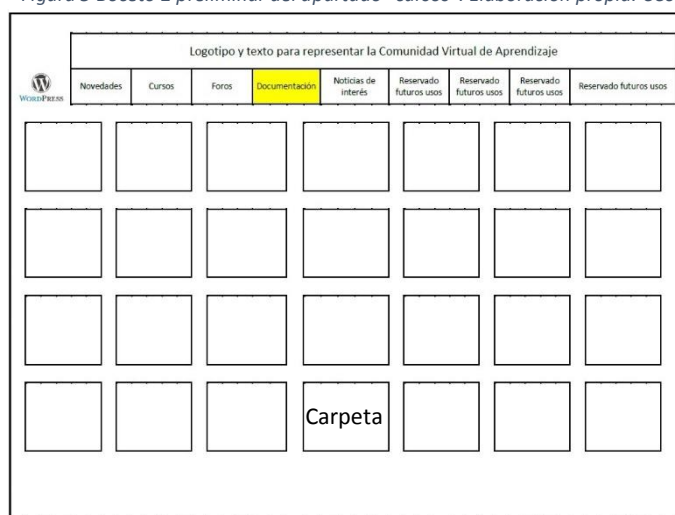 Logotipo y texto para representar la Comunidad Virtual de Aprendizaje
WORDPRESS
Novedades
Cursos
Foros
Documentación
Noticias de
interés
Reservado
futuros usos
Reservado
futuros usos
Reservado
futuros usos
Reservado futuros usos
Carpeta